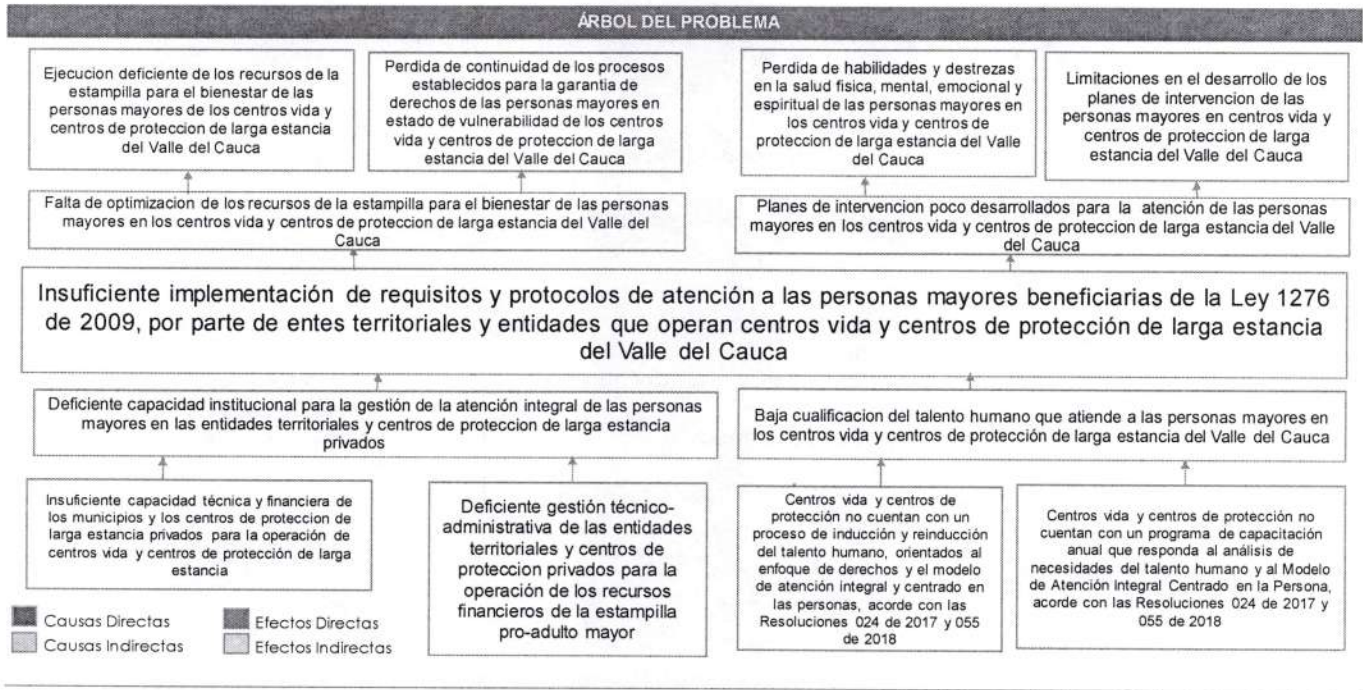 ÁRBOL DEL PROBLEMA
Ejecucion deficiente de los recursos de la
estampilla para el bienestar de las
personas mayores de los centros vida y
centros de proteccion de larga estancia
del Valle del Cauca
Perdida de continuidad de los procesos
establecidos para la garantia de
derechos de las personas mayores en
estado de vulnerabilidad de los centros
vida y centros de proteccion de larga
estancia del Valle del Cauca
Perdida de habilidades y destrezas
en la salud fisica, mental, emocional y
espiritual de las personas mayores en
los centros vida y centros de
proteccion de larga estancia del Valle
del Cauca
Limitaciones en el desarrollo de los
planes de intervencion de las
personas mayores en centros vida y
centros de proteccion de larga
estancia del Valle del Cauca
Falta de optimizacion de los recursos de la estampilla para el bienestar de las personas
mayores en los centros vida y centros de protección de larga estancia del Valle del
Cauca
Planes de intervencion poco desarrollados para la atención de las personas
mayores en los centros vida y centros de proteccion de larga estancia del Valle
del Cauca
Insuficiente implementación de requisitos y protocolos de atención a las personas mayores beneficiarias de la Ley 1276
de 2009, por parte de entes territoriales y entidades que operan centros vida y centros de protección de larga estancia
del Valle del Cauca
Deficiente capacidad institucional para la gestión de la atención integral de las personas
mayores en las entidades territoriales y centros de proteccion de larga estancia
privados
Baja cualificacion del talento humano que atiende a las personas mayores en
los centros vida y centros de protección de larga estancia del Valle del Cauca
Insuficiente capacidad técnica y financiera de
los municipios y los centros de proteccion de
larga estancia privados para la operación de
centros vida y centros de protección de larga
estancia
Deficiente gestión técnico-
administrativa de las entidades
territoriales y centros de
proteccion privados para la
operación de los recursos
financieros de la estampilla
pro-adulto mayor
Centros vida y centros de
protección no cuentan con un
proceso de inducción y reinducción
del talento humano, orientados al
enfoque de derechos y el modelo
de atención integral y centrado en
las personas, acorde con las
Resoluciones 024 de 2017 y 055
de 2018
Centros vida y centros de protección no
cuentan con un programa de capacitación
anual que responda al análisis de
necesidades del talento humano y al Modelo
de Atención Integral Centrado en la Persona,
acorde con las Resoluciones 024 de 2017 y
055 de 2018
Causas Directas
Efectos Directas
Causas Indirectas
Efectos Indirectas